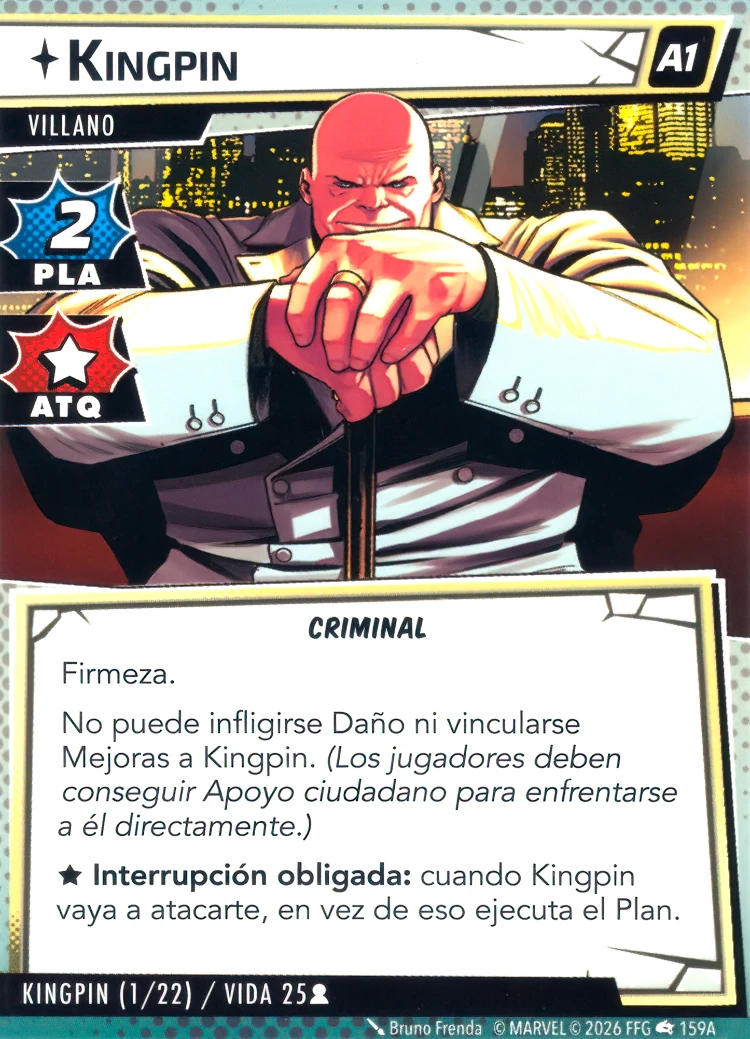 KINGPIN
A1
VILLANO
2
PLA
ATQ
CRIMINAL
Firmeza.
No puede infligirse Daño ni vincularse
Mejoras a Kingpin. (Los jugadores deben
conseguir Apoyo ciudadano para enfrentarse
a él directamente.)
★ Interrupción obligada: cuando Kingpin
vaya a atacarte, en vez de eso ejecuta el Plan.
KINGPIN (1/22) / VIDA 25
Bruno Frenda © MARVEL © 2026 FFG 159A